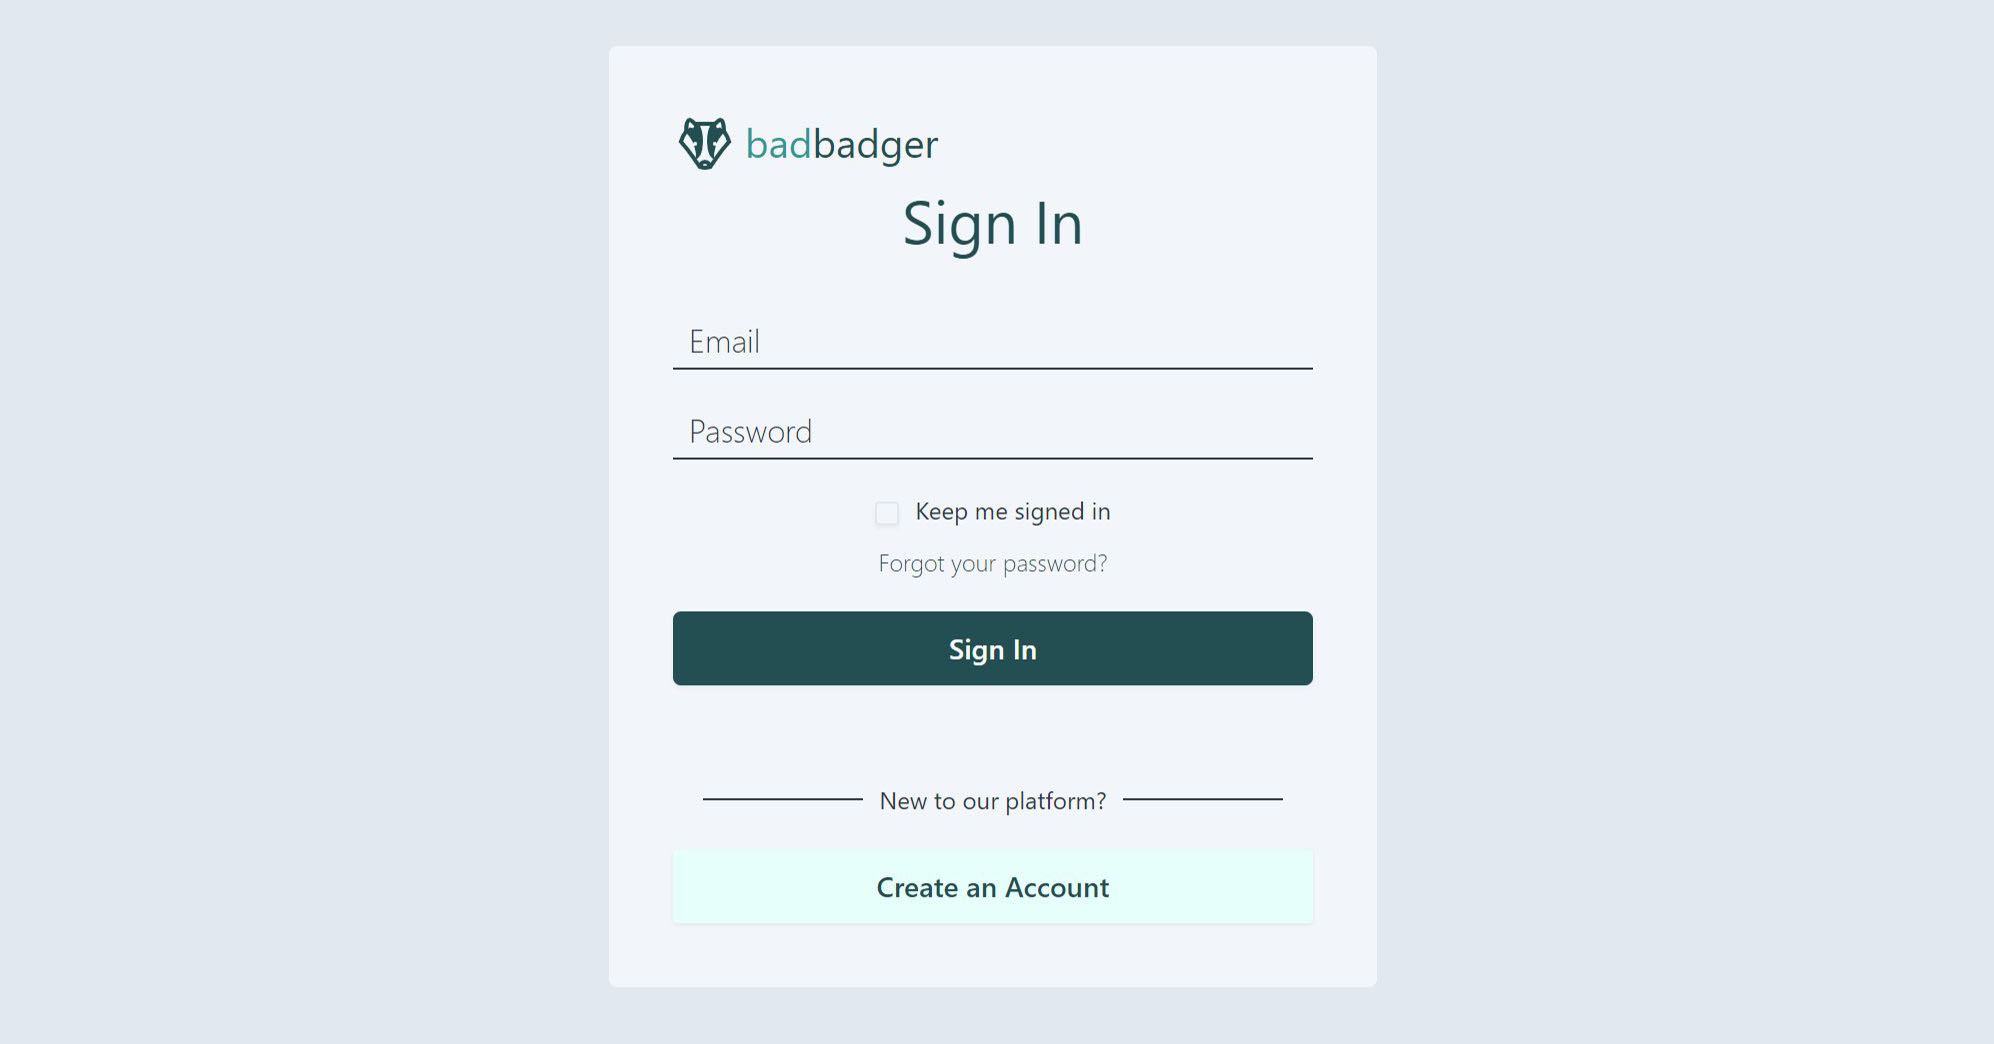 badbadger
Sign In
Email
Password
Keep me signed in
Forgot your password?
Sign In
New to our platform?
Create an Account